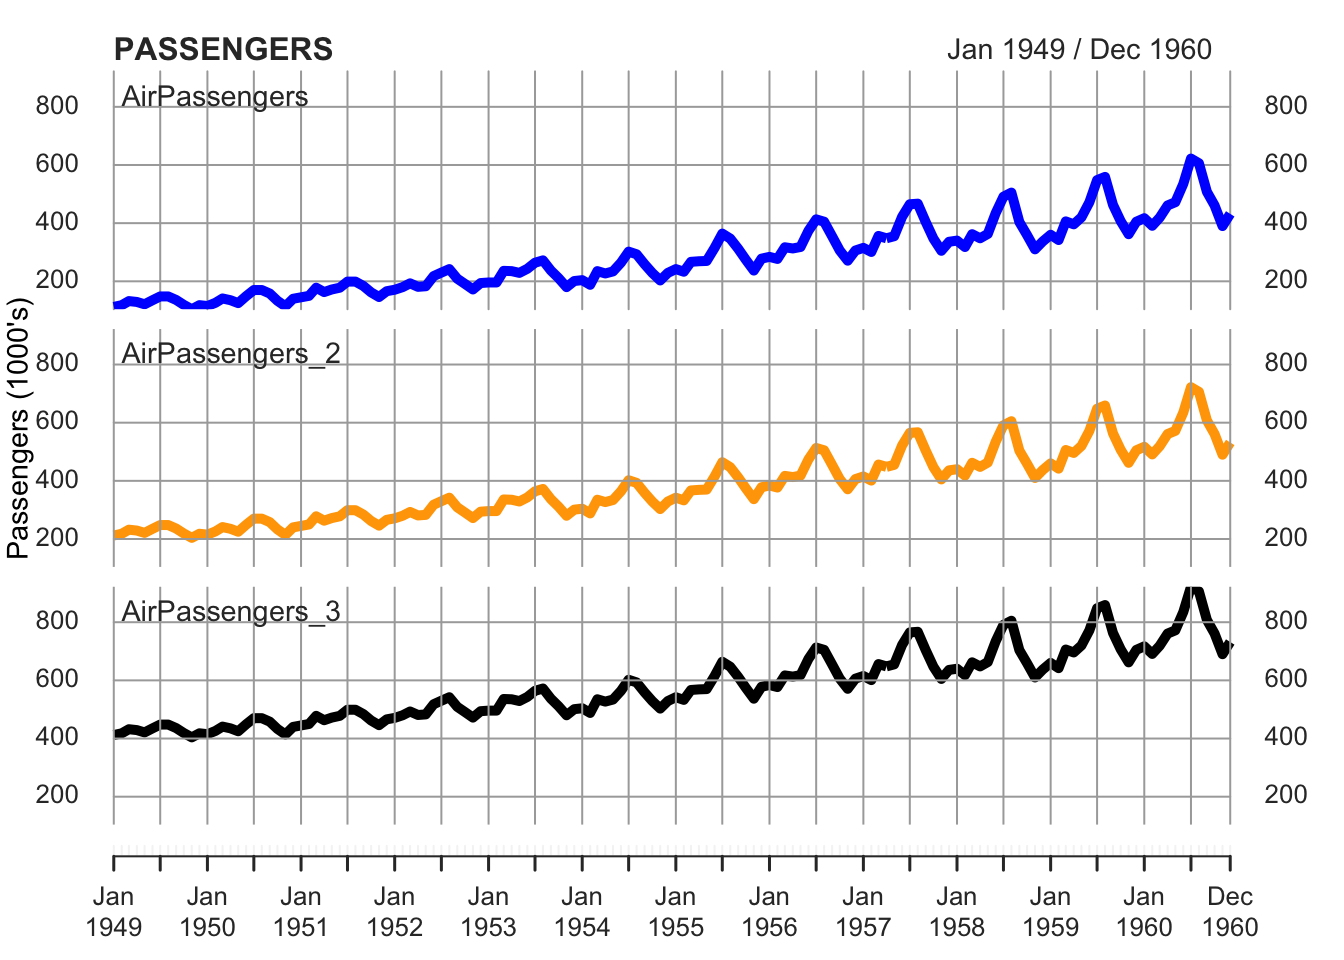 PASSENGERS
Jan 1949 / Dec 1960
AirPassengers
800 800
600 600
400 400
200 200
Passengers (1000's)
AirPassengers_2
800 800
600 600
400 400
200 200
AirPassengers_3
800 800
600 600
400 400
200 200
Jan Jan Jan Jan Jan Jan Jan Jan Jan Jan Jan Jan Dec
1949 1950 1951 1952 1953 1954 1955 1956 1957 1958 1959 1960 1960